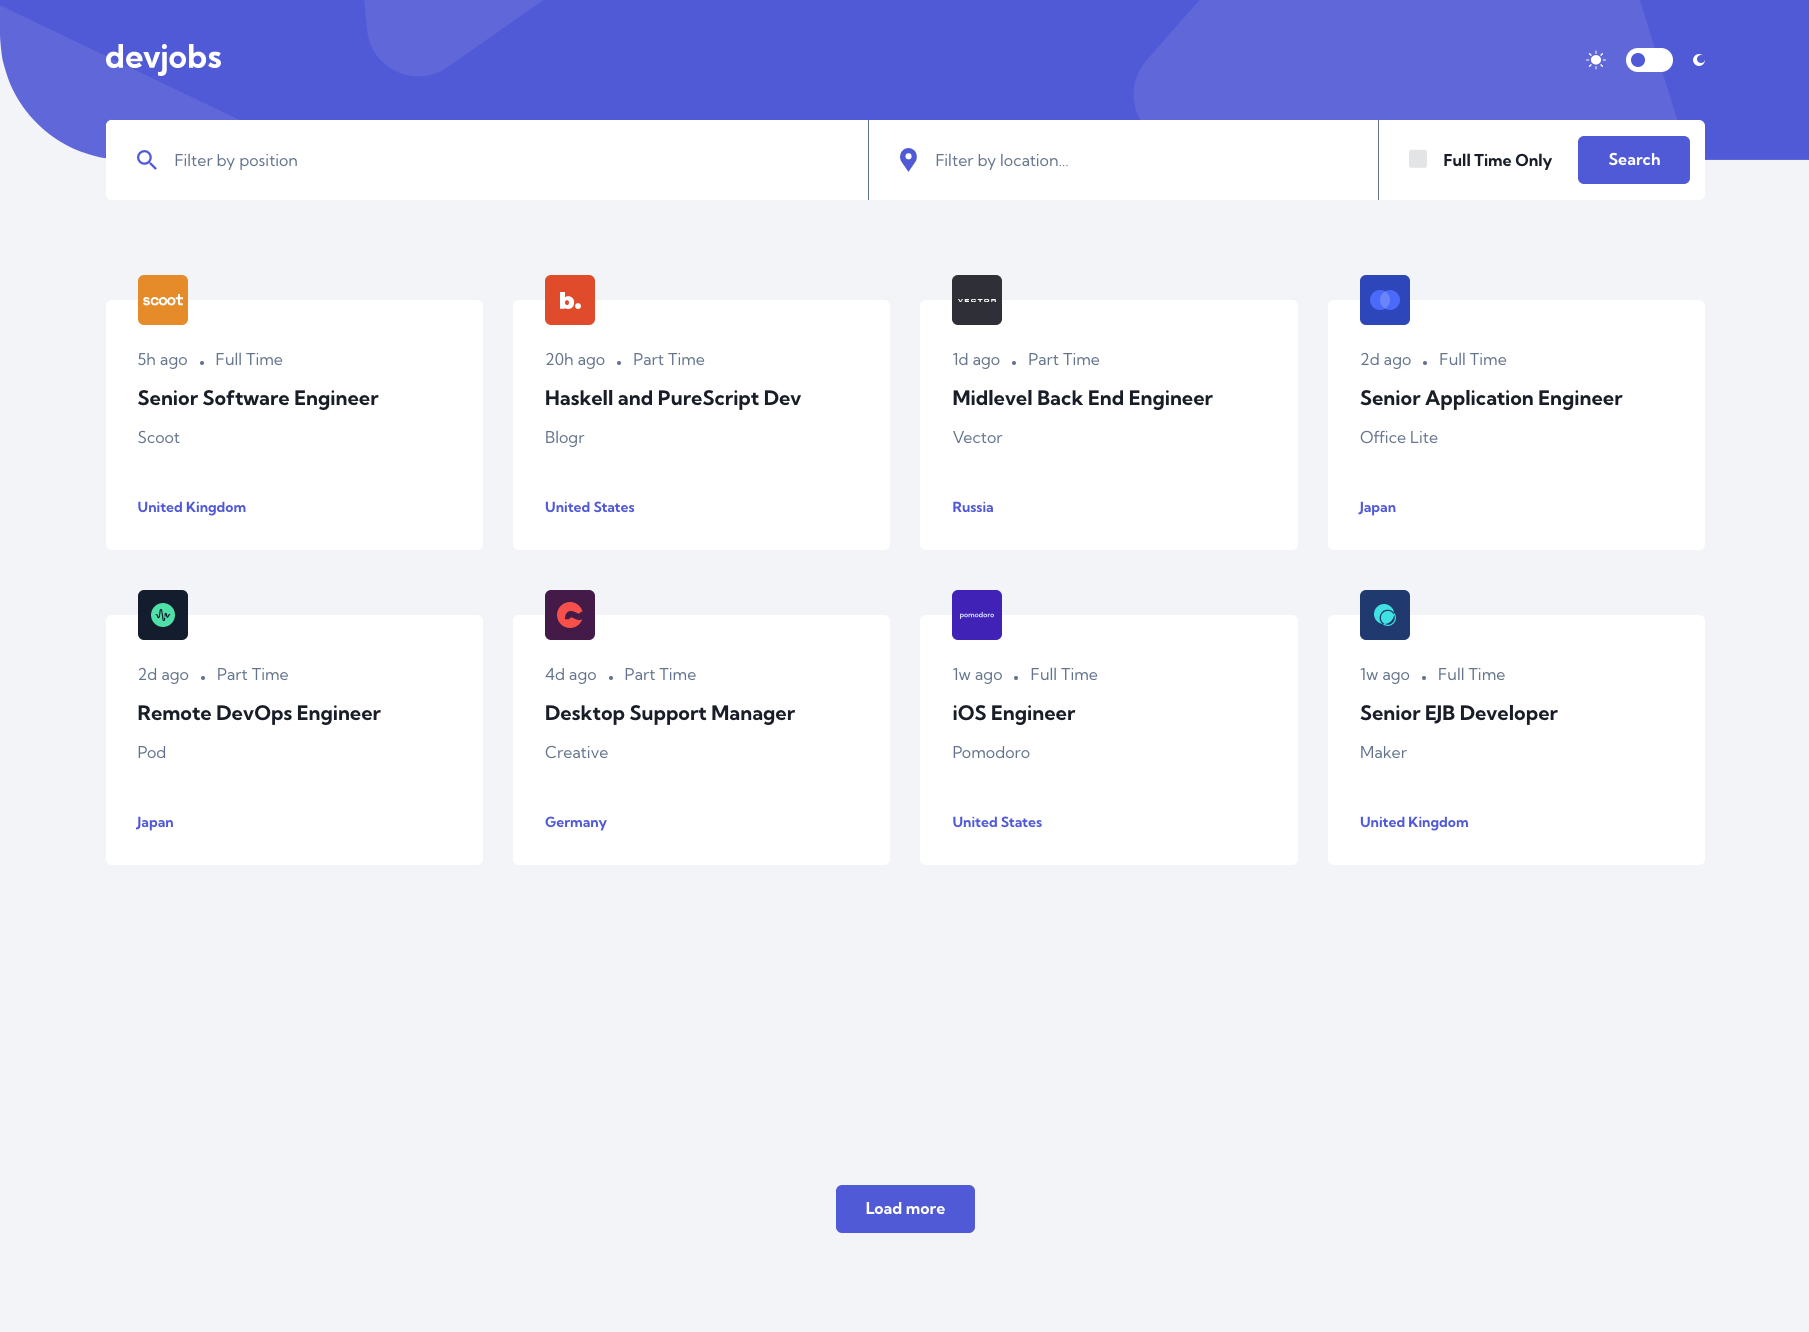 devjobs
Filter by position
Filter by location...
Full Time Only
Search
scoot
b.
VECTOR
5h ago • Full Time
20h ago • Part Time
1d ago • Part Time
2d ago • Full Time
Senior Software Engineer
Haskell and PureScript Dev
Midlevel Back End Engineer
Senior Application Engineer
Scoot
Blogr
Vector
Office Lite
United Kingdom
United States
Russia
Japan
pomodoro
2d ago • Part Time
4d ago • Part Time
1w ago • Full Time
1w ago • Full Time
Remote DevOps Engineer
Desktop Support Manager
iOS Engineer
Senior EJB Developer
Pod
Creative
Pomodoro
Maker
Japan
Germany
United States
United Kingdom
Load more